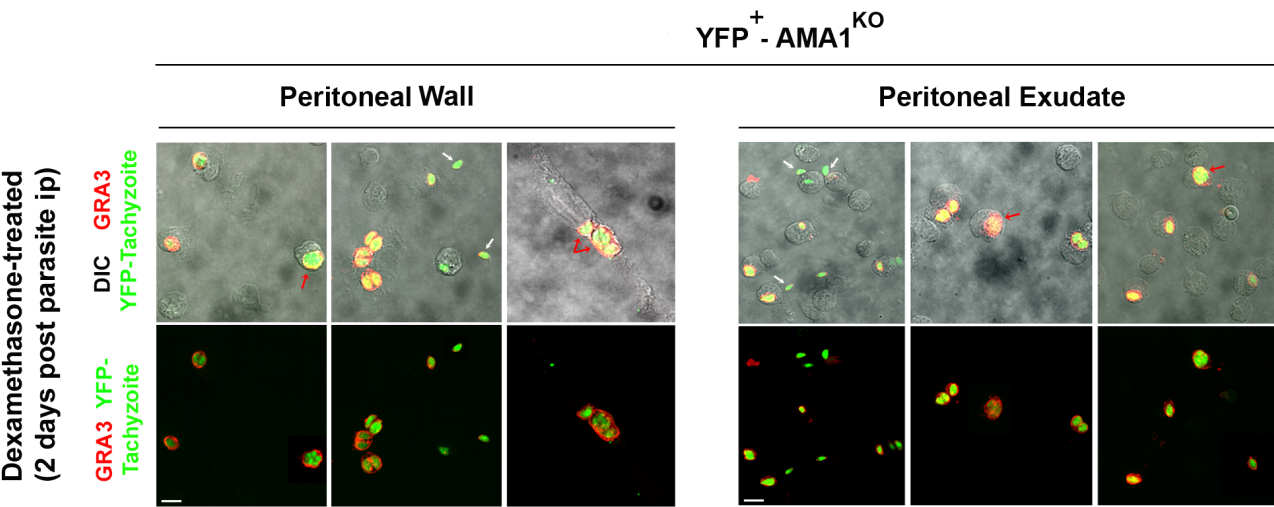 YFP+- AMA1KO
Peritoneal Wall
Peritoneal Exudate
Dexamethasone-treated
(2 days post parasite ip)
DIC GRA3
YFP-Tachyzoite
GRA3 YFP-
Tachyzoite